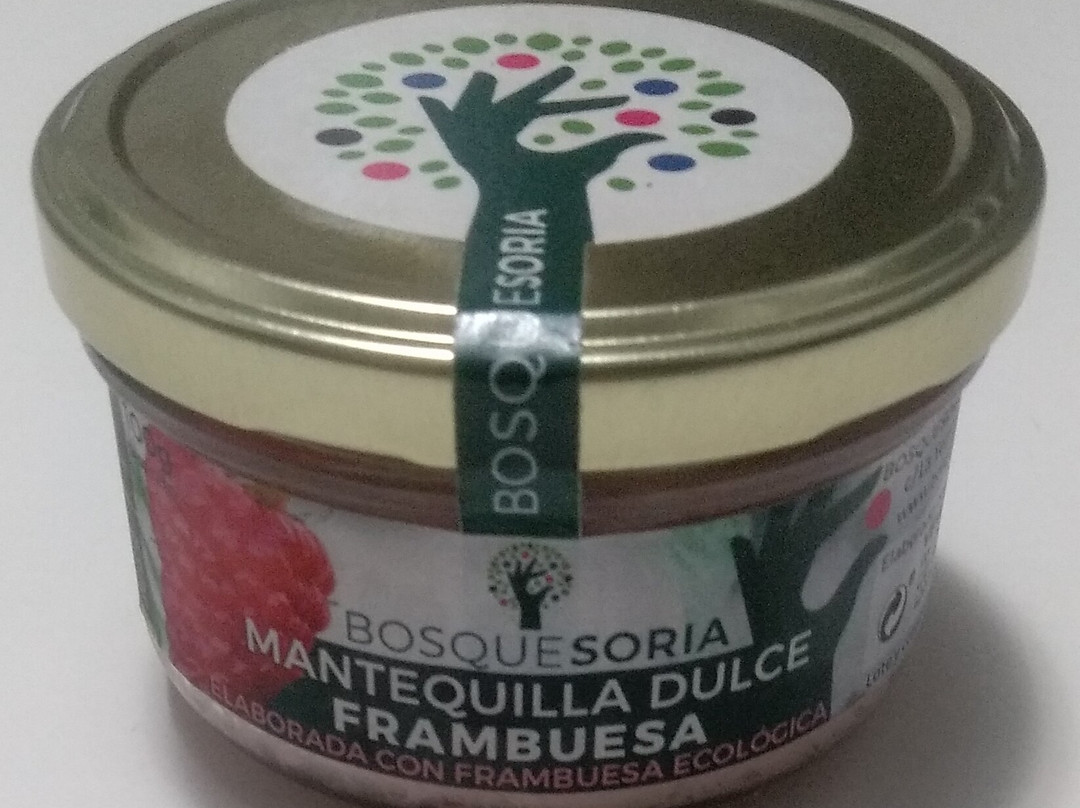 BOSQUESORIA
BOSQUESORIA
MANTEQUILLA DULCE
FRAMBUESA
ELABORADA CON FRAMBUESA ECOLÓGICA